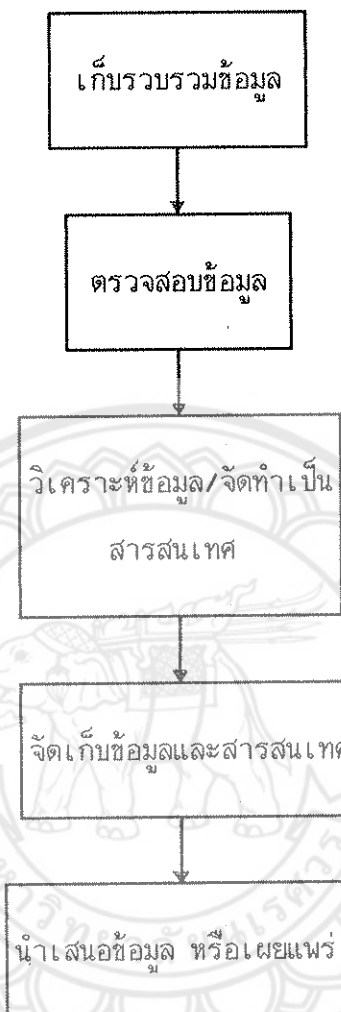 เก็บรวบรวมข้อมูล
ตรวจสอบข้อมูล
วิเคราะห์ข้อมูล/จัดทำเป็น
สารสนเทศ
จัดเก็บข้อมูลและสารสนเทศ
นำเสนอข้อมูล หรือเผยแพร่